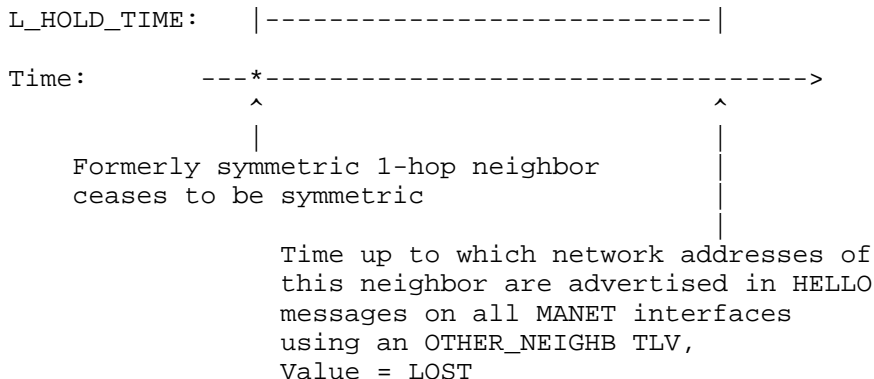 L_HOLD_TIME:   |----------------------------|
Time:       ---*---------------------------------->
^                            ^
|                            |
Formerly symmetric 1-hop neighbor       |
ceases to be symmetric                  |
|
Time up to which network addresses of
this neighbor are advertised in HELLO
messages on all MANET interfaces
using an OTHER_NEIGHB TLV,
Value = LOST